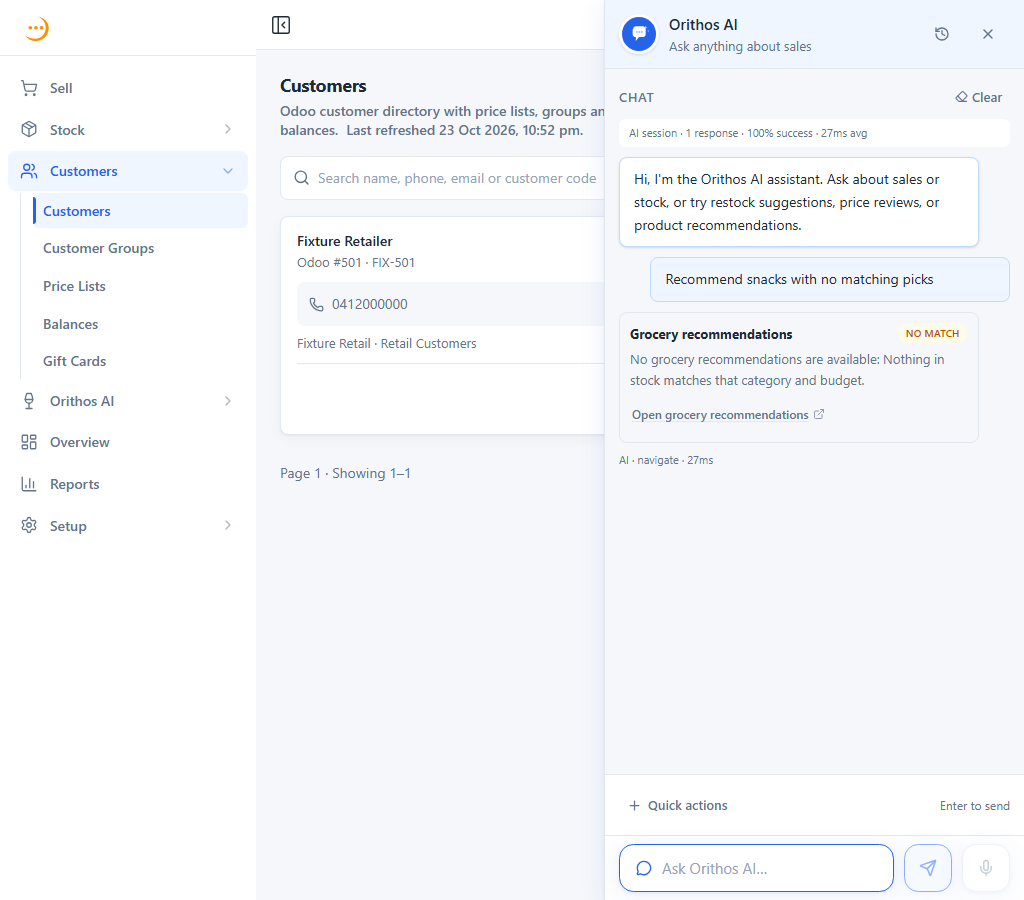 Sell
Stock
Customers
Customers
Customer Groups
Price Lists
Balances
Gift Cards
Orithos AI
Overview
Reports
Setup
Customers
Odoo customer directory with price lists, groups an
balances.  Last refreshed 23 Oct 2026, 10:52 pm.
Search name, phone, email or customer code
Fixture Retailer
Odoo #501 · FIX-501
0412000000
Fixture Retail · Retail Customers
Page 1 · Showing 1–1
Orithos AI
Ask anything about sales
CHAT
Clear
AI session · 1 response · 100% success · 27ms avg
Hi, I'm the Orithos AI assistant. Ask about sales or
stock, or try restock suggestions, price reviews, or
product recommendations.
Recommend snacks with no matching picks
Grocery recommendations
NO MATCH
No grocery recommendations are available: Nothing in
stock matches that category and budget.
Open grocery recommendations
AI · navigate · 27ms
Quick actions
Enter to send
Ask Orithos AI...